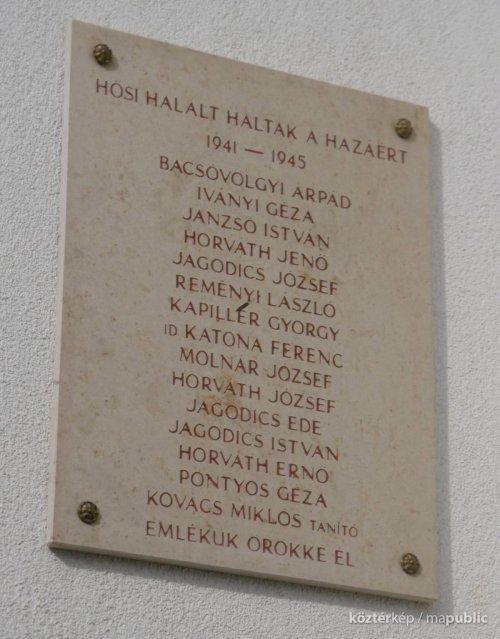 HŐSI HALÁLT HALTAK A HAZÁÉRT
1941 — 1945
BACSÓVÖLGYI ÁRPÁD
IVÁNYI GÉZA
JANZSÓ ISTVÁN
HORVÁTH JENŐ
JAGODICS JÓZSEF
REMÉNYI LÁSZLÓ
KAPILLER GYÖRGY
ID KATONA FERENC
MOLNÁR JÓZSEF
HORVÁTH JÓZSEF
JAGODICS EDE
JAGODICS ISTVÁN
HORVÁTH ERNŐ
PONTYOS GÉZA
KOVÁCS MIKLÓS TANÍTÓ
EMLÉKÜK ÖRÖKKÉ ÉL
köztérkép / mapublic